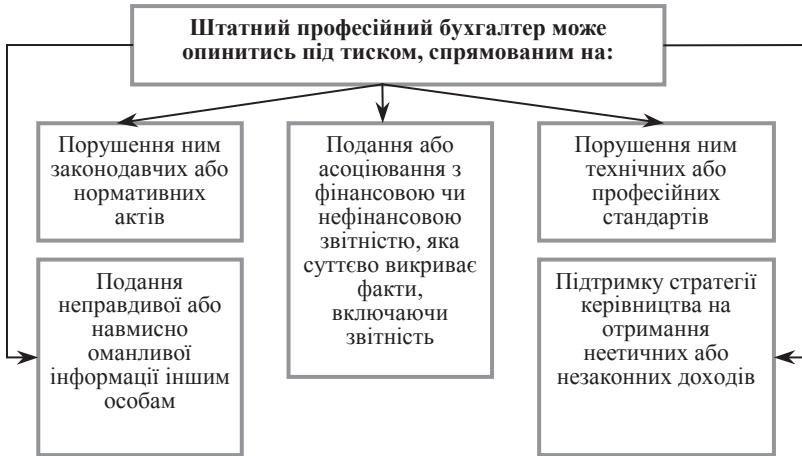 Штатний професійний бухгалтер може
опинитись під тиском, спрямованим на:
Порушення ним
законодавчих або
нормативних
актів
Подання або
асоціювання з
фінансовою чи
нефінансовою
звітністю, яка
суттєво викриває
факти,
включаючи
звітність
Порушення ним
технічних або
професійних
стандартів
Подання
неправдивої або
навмисно
оманливої
інформації іншим
особам
Підтримку стратегії
керівництва на
отримання
неетичних або
незаконних доходів